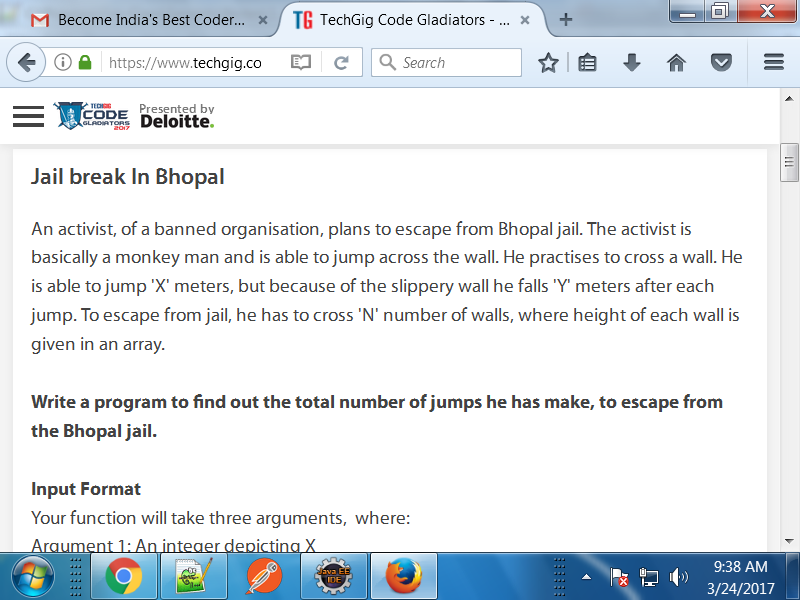 Become India's Best Coder...
TechGig Code Gladiators - ...
https://www.techgig.co
Search
TECHGIG
CODE
GLADIATORS
2017
Presented by
Deloitte.
Jail break In Bhopal
An activist, of a banned organisation, plans to escape from Bhopal jail. The activist is
basically a monkey man and is able to jump across the wall. He practises to cross a wall. He
is able to jump 'X' meters, but because of the slippery wall he falls 'Y' meters after each
jump. To escape from jail, he has to cross 'N' number of walls, where height of each wall is
given in an array.
Write a program to find out the total number of jumps he has make, to escape from
the Bhopal jail.
Input Format
Your function will take three arguments,  where:
Argument 1: An integer depicting X
Java EE
IDE
9:38 AM
3/24/2017